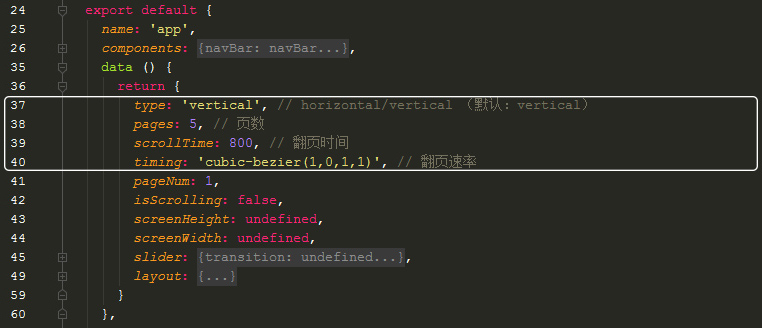 24 export default {
25 name: 'app',
26 components: {navBar: navBar...},
35 data () {
36 return {
37 type: 'vertical', // horizontal/vertical （默认：vertical）
38 pages: 5, // 页数
39 scrollTime: 800, // 翻页时间
40 timing: 'cubic-bezier(1,0,1,1)', // 翻页速率
41 pageNum: 1,
42 isScrolling: false,
43 screenHeight: undefined,
44 screenWidth: undefined,
45 slider: {transition: undefined...},
49 layout: {...}
59 }
60 },